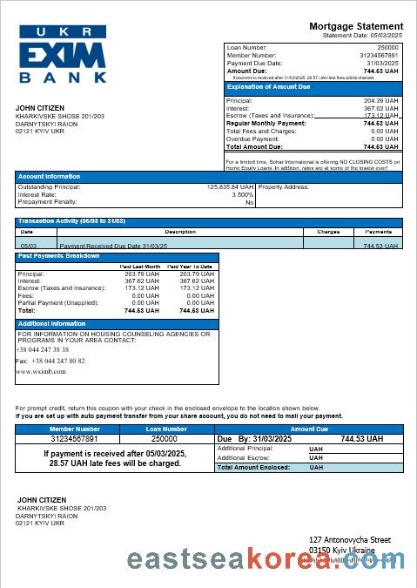 UKR
EXIM
BANK
Mortgage Statement
Statement Date: 05/03/2025
Loan Number: 250000
Member Number: 31234567891
Payment Due Date: 31/03/2025
Amount Due: 744.53 UAH
If payment is received after 31/03/2025, 28.57 UAH late fees will be charged.
Explanation of Amount Due
Principal: 204.39 UAH
Interest: 367.02 UAH
Escrow (Taxes and Insurance): 173.12 UAH
Regular Monthly Payment: 744.53 UAH
Total Fees and Charges: 0.00 UAH
Overdue Payment: 0.00 UAH
Total Amount Due: 744.53 UAH
For a limited time, Sohar International is offering NO CLOSING COSTS on
Home Equity Loans. In addition, rates are at some of the lowest
JOHN CITIZEN
KHARKIVSKE SHOSE 201/203
DARNYTSKYI RAION
02121 KYIV UKR
Account Information
Outstanding Principal: 125,835.84 UAH Property Address:
Interest Rate: 3.500%
Prepayment Penalty: No
Transaction Activity (05/03 to 31/03)
Date Description Charges Payments
05/03 Payment Received Due Date 31/03/25 744.53 UAH
Past Payments Breakdown
Paid Last Month Paid Year To Date
Principal: 203.79 UAH 203.79 UAH
Interest: 367.62 UAH 367.62 UAH
Escrow (Taxes and Insurance): 173.12 UAH 173.12 UAH
Fees: 0.00 UAH 0.00 UAH
Partial Payment (Unapplied): 0.00 UAH 0.00 UAH
Total: 744.53 UAH 744.53 UAH
Additional Information
FOR INFORMATION ON HOUSING COUNSELING AGENCIES OR
PROGRAMS IN YOUR AREA CONTACT:
+38 044 247 38 38
Fax: +38 044 247 80 82
www.eximb.com
For prompt credit, return this coupon with your check in the enclosed envelope to the location shown below.
If you are set up with auto payment transfer from your share account, you do not need to mail your payment.
Member Number Loan Number Amount Due
31234567891 250000 Due By: 31/03/2025 744.53 UAH
If payment is received after 05/03/2025,
28.57 UAH late fees will be charged.
Additional Principal: UAH
Additional Escrow: UAH
Total Amount Enclosed: UAH
JOHN CITIZEN
KHARKIVSKE SHOSE 201/203
DARNYTSKYI RAION
02121 KYIV UKR
127 Antonovycha Street
03150 Kyiv Ukraine
eastseakorea.com